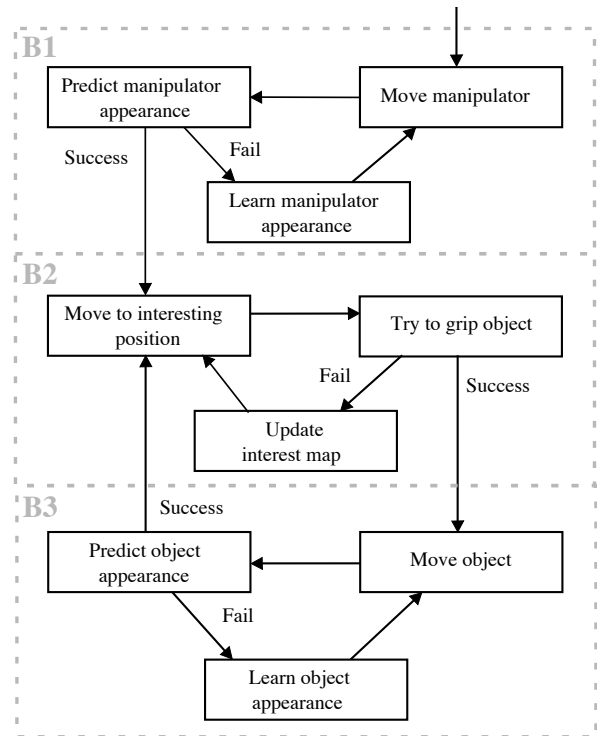 B1
Predict manipulator
appearance
Move manipulator
Success
Fail
Learn manipulator
appearance
B2
Move to interesting
position
Try to grip object
Fail
Success
Update
interest map
B3
Success
Predict object
appearance
Move object
Fail
Learn object
appearance